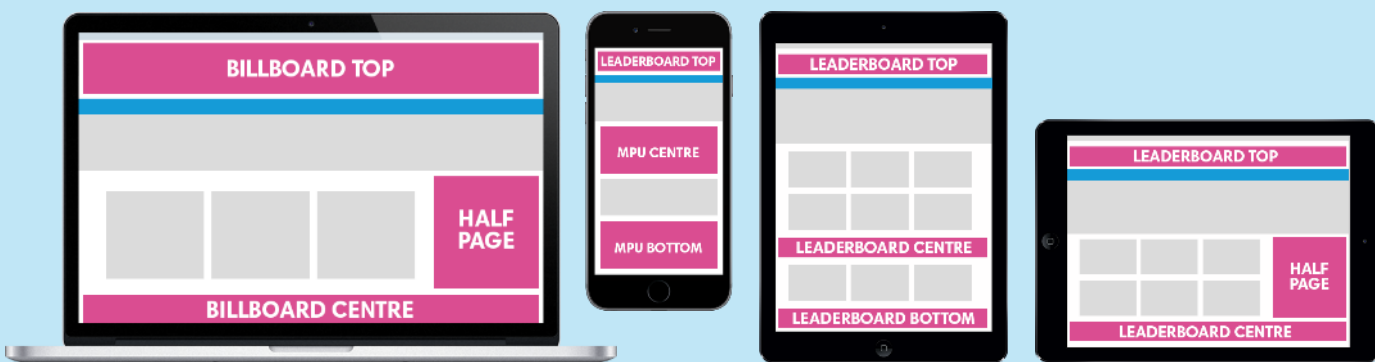 BILLBOARD TOP
HALF
PAGE
BILLBOARD CENTRE
LEADERBOARD TOP
MPU CENTRE
MPU BOTTOM
LEADERBOARD TOP
LEADERBOARD CENTRE
LEADERBOARD BOTTOM
LEADERBOARD TOP
HALF
PAGE
LEADERBOARD CENTRE